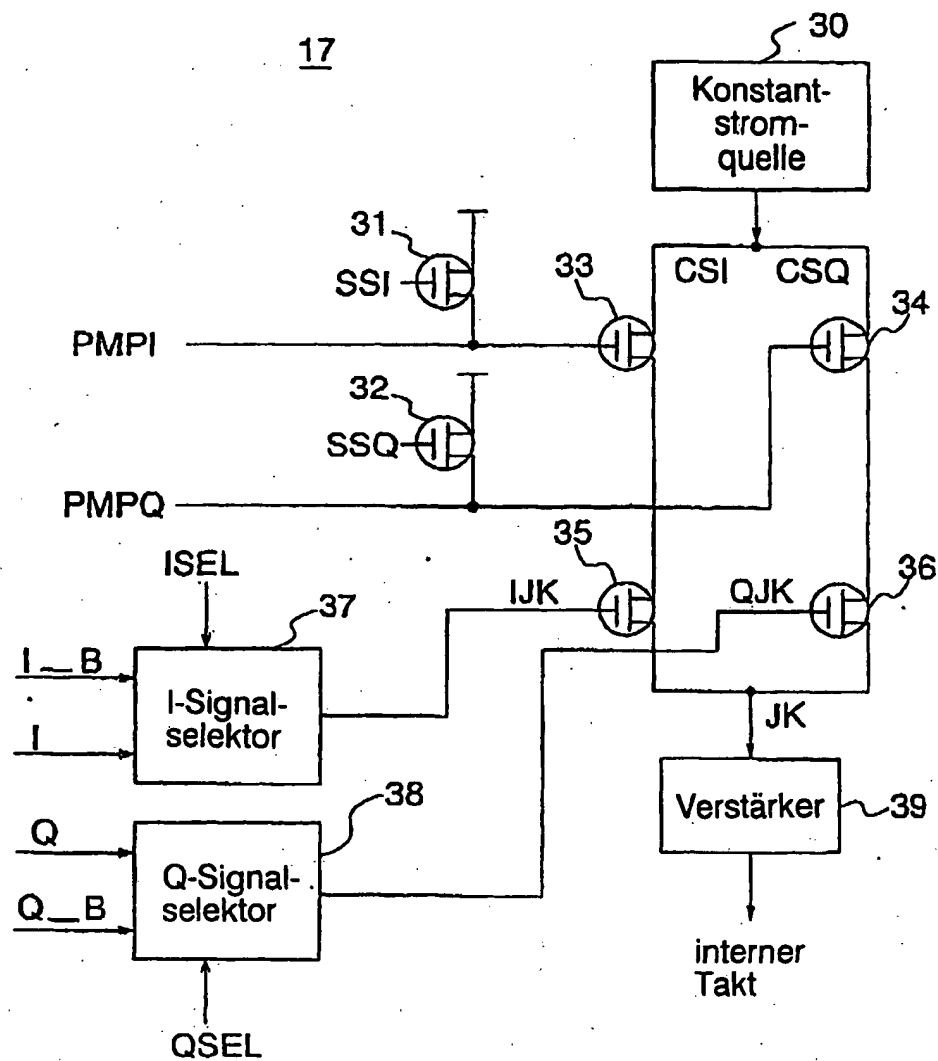 17
30
Konstant-
strom-
quelle
31
SSI
33
CSI
CSQ
34
PMPI
32
SSQ
PMPQ
35
36
ISEL
IJK
QJK
37
I_B
I
I-Signal-
selektor
JK
38
Verstärker
39
Q
Q_B
Q-Signal-
selektor
interner
Takt
QSEL